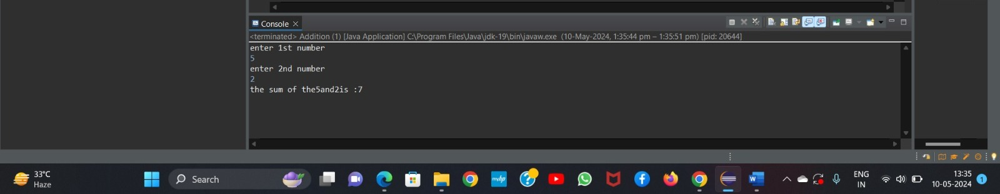 Console
<terminated> Addition (1) [Java Application] C:\Program Files\Java\jdk-19\bin\javaw.exe (10-May-2024, 1:35:44 pm – 1:35:51 pm) [pid: 20644]
enter 1st number
5
enter 2nd number
2
the sum of the5and2is :7
33°C
Haze
Search
myhp
ENG
IN
13:35
10-05-2024
1